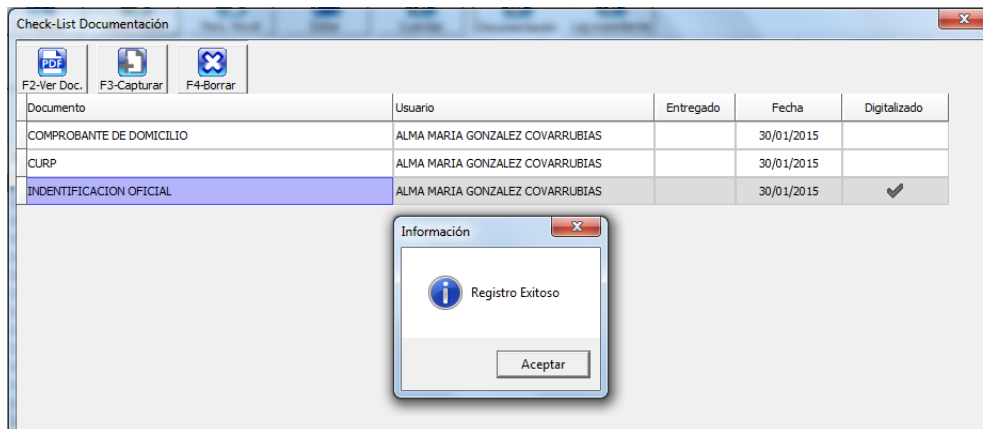 Check-List Documentación
PDF
F2-Ver Doc. F3-Capturar F4-Borrar
Documento Usuario Entregado Fecha Digitalizado
COMPROBANTE DE DOMICILIO ALMA MARIA GONZALEZ COVARRUBIAS 30/01/2015
CURP ALMA MARIA GONZALEZ COVARRUBIAS 30/01/2015
INDENTIFICACION OFICIAL ALMA MARIA GONZALEZ COVARRUBIAS 30/01/2015
Información
Registro Exitoso
Aceptar